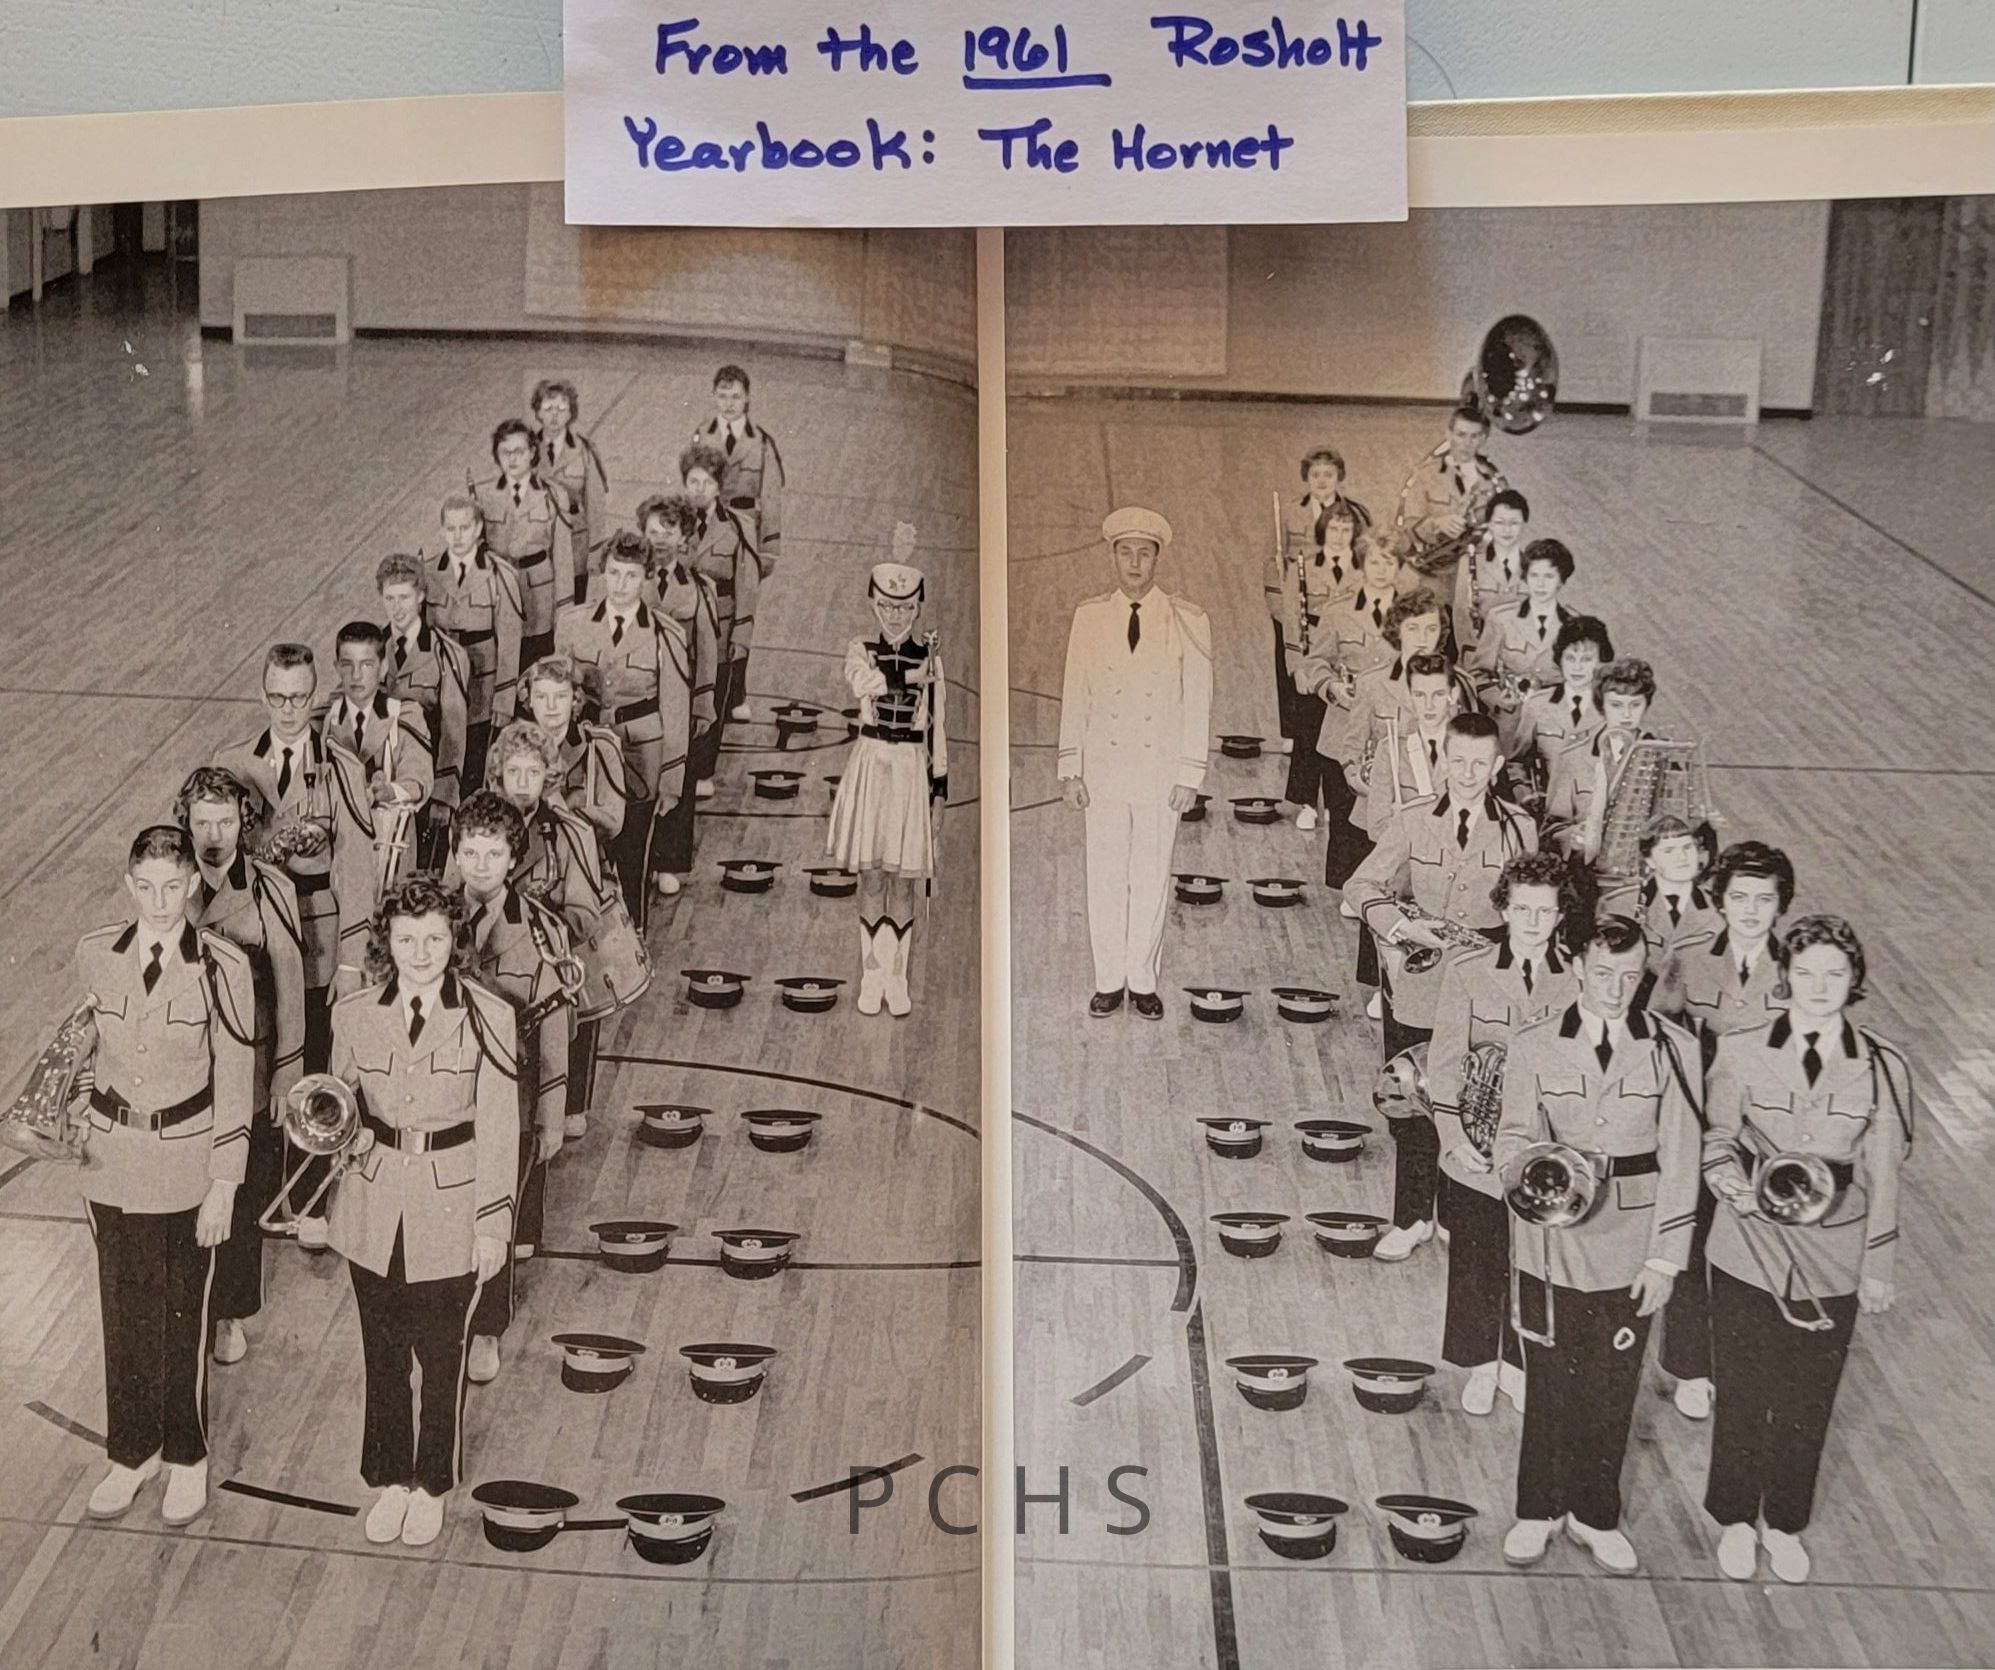 From the 1961 Rosholt
Yearbook: The Hornet
PCHS